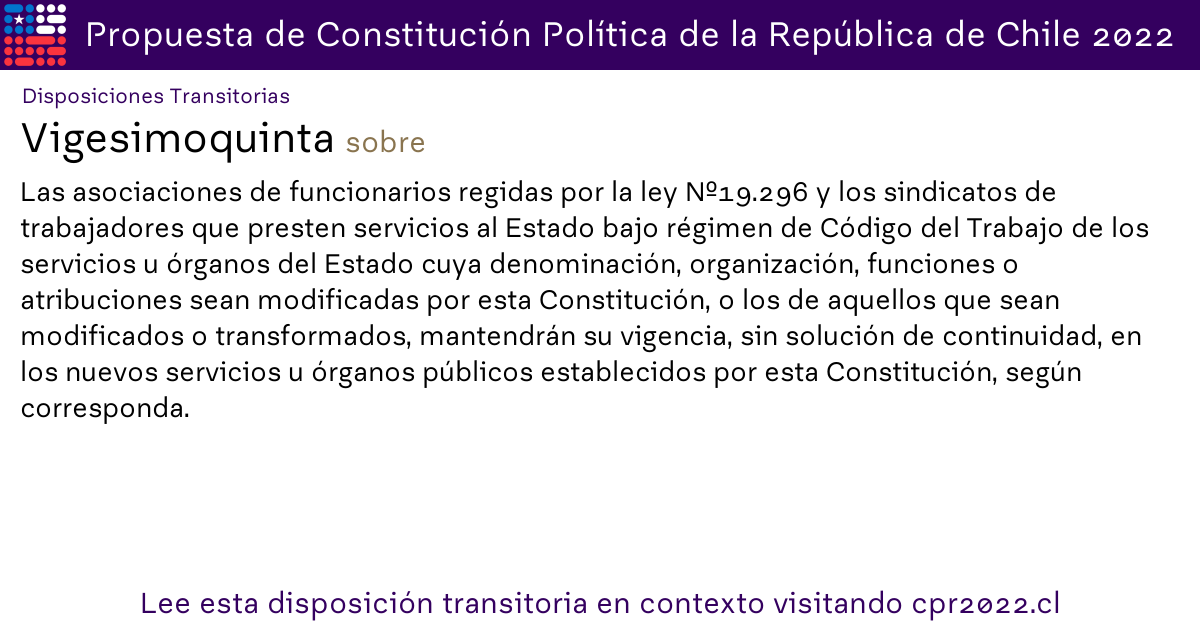 Propuesta de Constitución Política de la República de Chile 2022
Disposiciones Transitorias
Vigesimoquinta sobre
Las asociaciones de funcionarios regidas por la ley Nº19.296 y los sindicatos de
trabajadores que presten servicios al Estado bajo régimen de Código del Trabajo de los
servicios u órganos del Estado cuya denominación, organización, funciones o
atribuciones sean modificadas por esta Constitución, o los de aquellos que sean
modificados o transformados, mantendrán su vigencia, sin solución de continuidad, en
los nuevos servicios u órganos públicos establecidos por esta Constitución, según
corresponda.
Lee esta disposición transitoria en contexto visitando cpr2022.cl